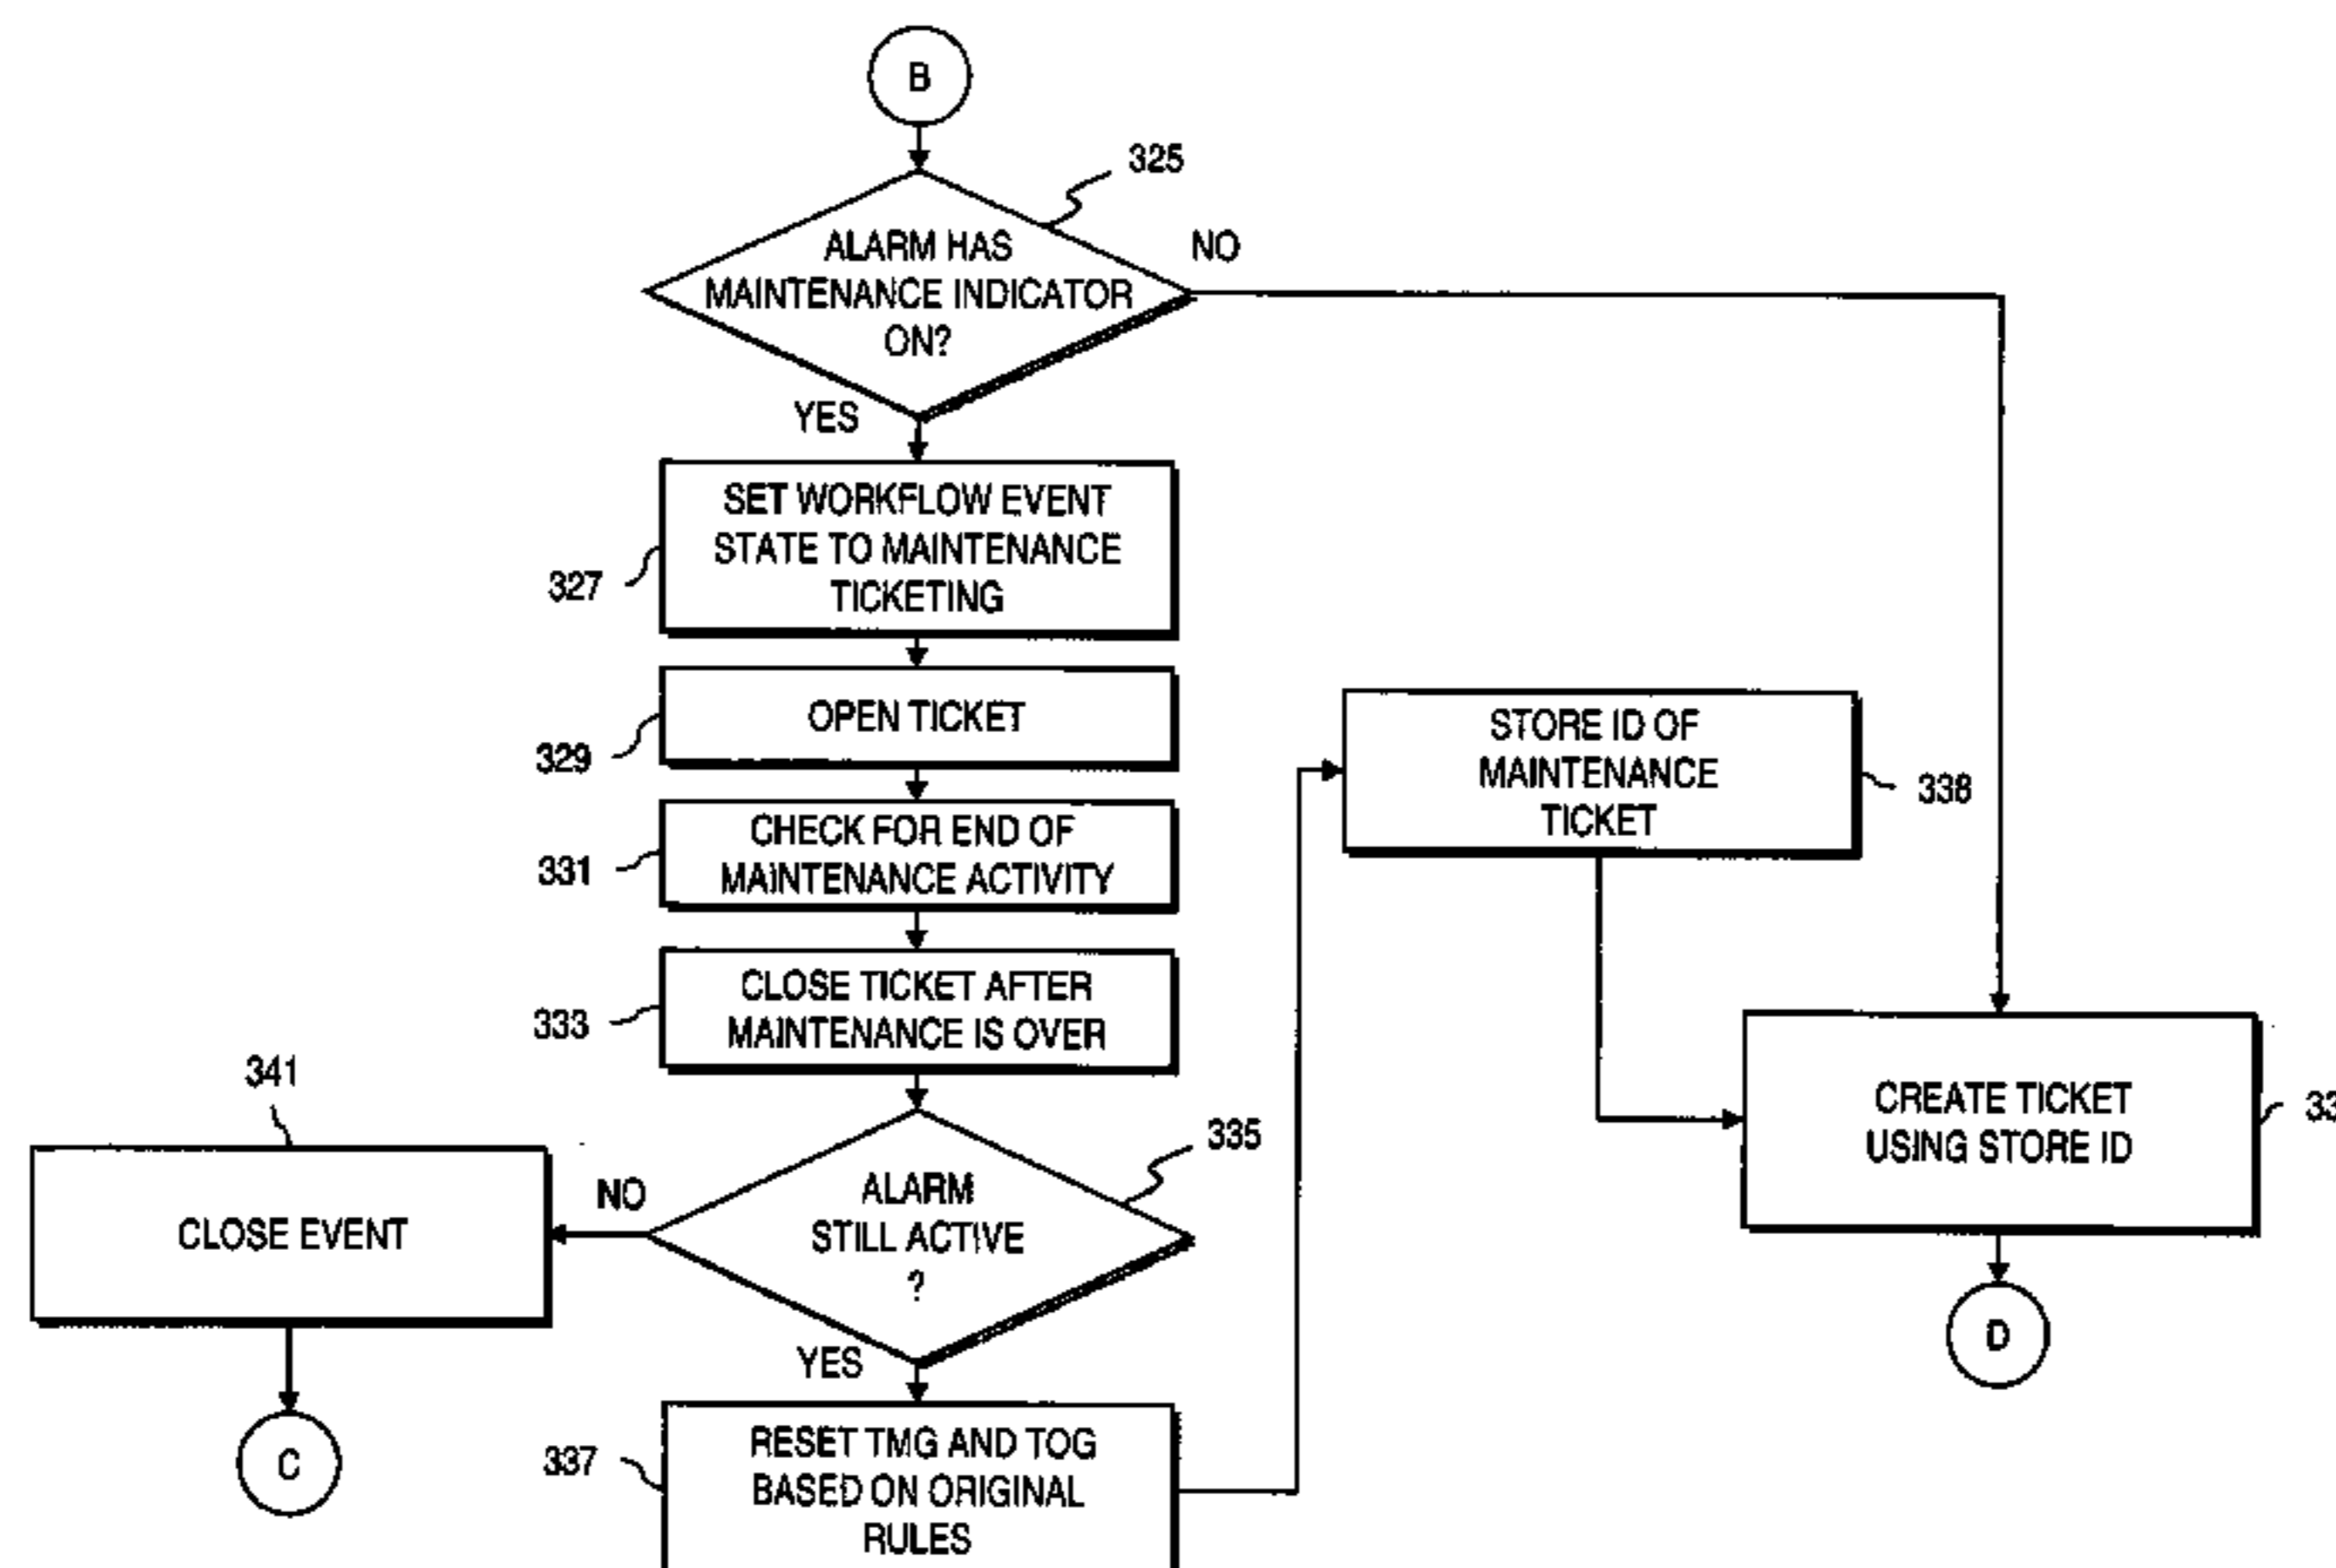 B
325
ALARM HAS
MAINTENANCE INDICATOR
ON?
NO
YES
SET WORKFLOW EVENT
STATE TO MAINTENANCE
TICKETING
327
OPEN TICKET
329
CHECK FOR END OF
MAINTENANCE ACTIVITY
331
CLOSE TICKET AFTER
MAINTENANCE IS OVER
333
STORE ID OF
MAINTENANCE
TICKET
338
CREATE TICKET
USING STORE ID
D
341
CLOSE EVENT
NO
C
335
ALARM
STILL ACTIVE
?
YES
337
RESET TMG AND TOG
BASED ON ORIGINAL
RULES